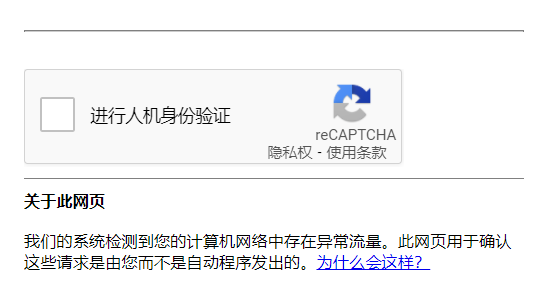 进行人机身份验证
reCAPTCHA
隐私权 - 使用条款
关于此网页
我们的系统检测到您的计算机网络中存在异常流量。此网页用于确认
这些请求是由您而不是自动程序发出的。为什么会这样？